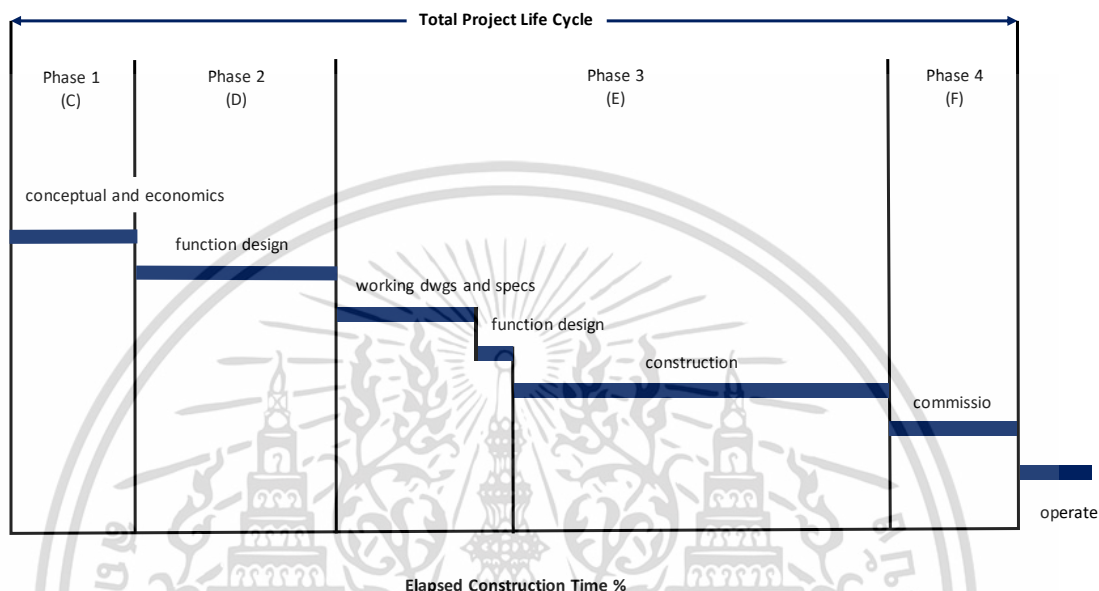 Total Project Life Cycle
Phase 1
(C)
Phase 2
(D)
Phase 3
(E)
Phase 4
(F)
conceptual and economics
function design
working dwgs and specs
function design
construction
commissio
operate
Elapsed Construction Time %